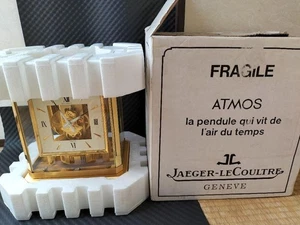 FRAGILE
ATMOS
la pendule qui vit de
l'air du temps
JAEGER-LECOULTRE
GENEVE